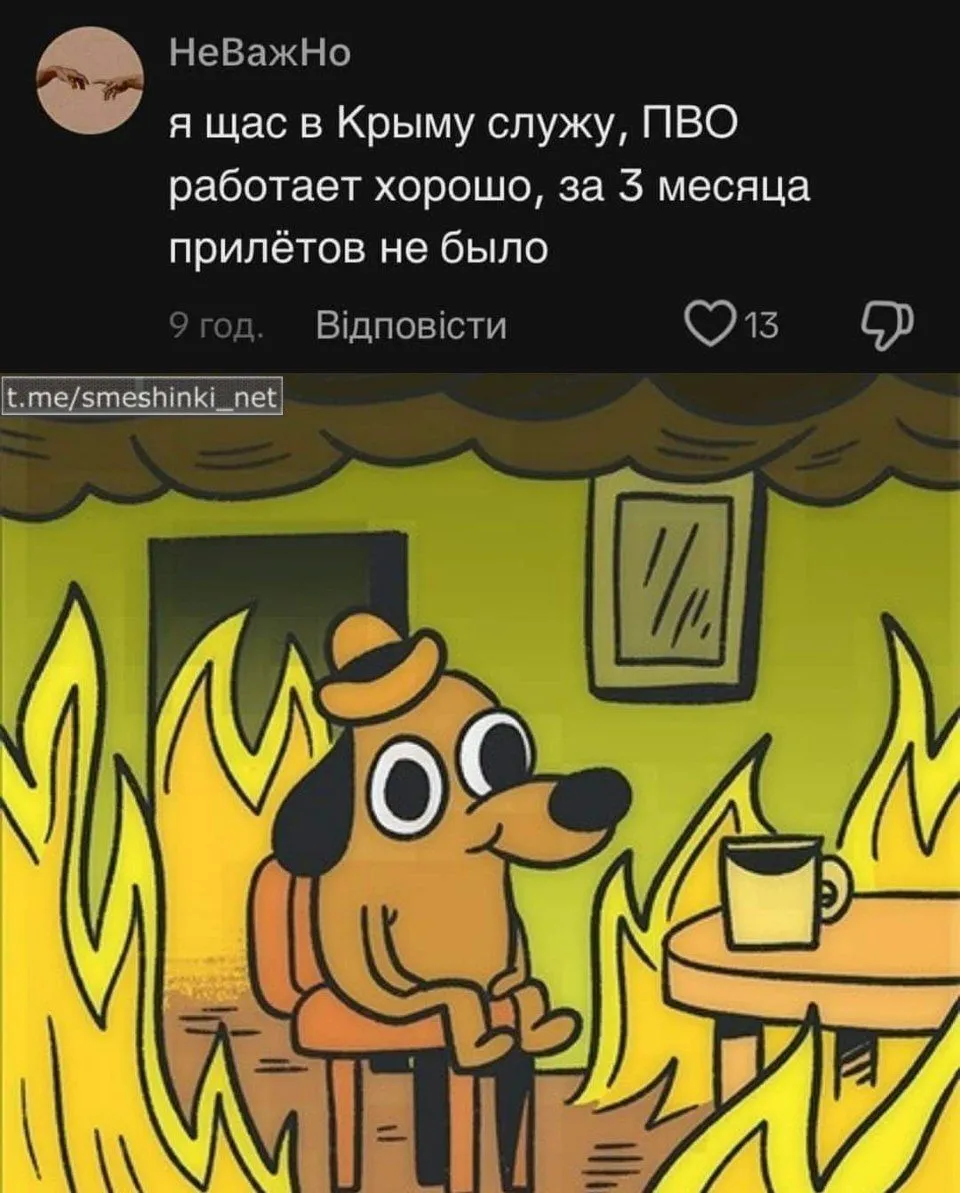 НеВажНо
я щас в Крыму служу, ПВО
работает хорошо, за 3 месяца
прилётов не было
9 год. Відповісти 13
t.me/smeshinki_net